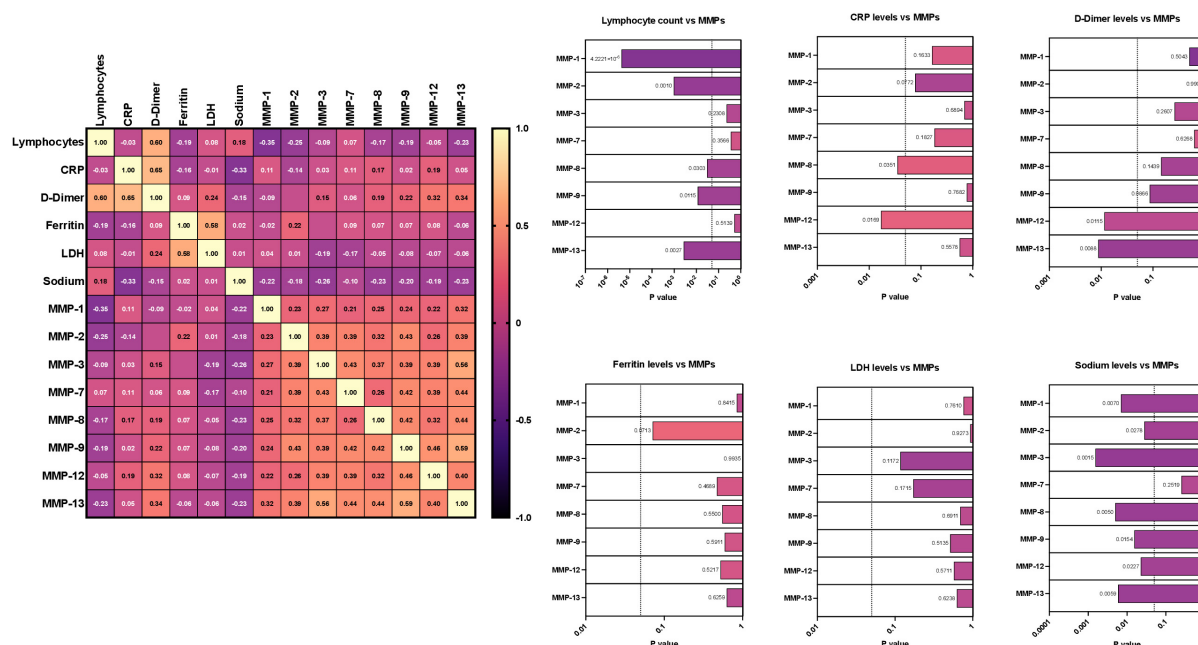 Lymphocytes CRP D-Dimer Ferritin LDH Sodium MMP-1 MMP-2 MMP-3 MMP-7 MMP-8 MMP-9 MMP-12 MMP-13
Lymphocytes 1.00 -0.03 0.60 -0.19 0.08 0.18 -0.35 -0.25 -0.09 0.07 -0.17 -0.19 -0.05 -0.23
CRP -0.03 1.00 0.65 -0.16 -0.01 -0.33 0.11 -0.14 0.03 0.11 0.17 0.02 0.19 0.05
D-Dimer 0.60 0.65 1.00 0.09 0.24 -0.15 -0.09 0.15 0.06 0.19 0.22 0.32 0.34
Ferritin -0.19 -0.16 0.09 1.00 0.58 0.02 -0.02 0.22 0.09 0.07 0.07 0.08 -0.06
LDH 0.08 -0.01 0.24 0.58 1.00 0.01 0.04 0.01 -0.19 -0.17 -0.05 -0.08 -0.07 -0.06
Sodium 0.18 -0.33 -0.15 0.02 0.01 1.00 -0.22 -0.18 -0.26 -0.10 -0.23 -0.20 -0.19 -0.23
MMP-1 -0.35 0.11 -0.09 -0.02 0.04 -0.22 1.00 0.23 0.27 0.21 0.25 0.24 0.22 0.32
MMP-2 -0.25 -0.14 0.22 0.01 -0.18 0.23 1.00 0.39 0.39 0.32 0.43 0.26 0.39
MMP-3 -0.09 0.03 0.15 -0.19 -0.26 0.27 0.39 1.00 0.43 0.37 0.39 0.39 0.56
MMP-7 0.07 0.11 0.06 0.09 -0.17 -0.10 0.21 0.39 0.43 1.00 0.26 0.42 0.39 0.44
MMP-8 -0.17 0.17 0.19 0.07 -0.05 -0.23 0.25 0.32 0.37 0.26 1.00 0.42 0.32 0.44
MMP-9 -0.19 0.02 0.22 0.07 -0.08 -0.20 0.24 0.43 0.39 0.42 0.42 1.00 0.46 0.59
MMP-12 -0.05 0.19 0.32 0.08 -0.07 -0.19 0.22 0.26 0.39 0.39 0.32 0.46 1.00 0.40
MMP-13 -0.23 0.05 0.34 -0.06 -0.06 -0.23 0.32 0.39 0.56 0.44 0.44 0.59 0.40 1.00
1.0
0.5
0
-0.5
-1.0
Lymphocyte count vs MMPs
MMP-1 4.2221×10
MMP-2 0.0010
MMP-3 0.2308
MMP-7 0.3566
MMP-8 0.0303
MMP-9 0.0115
MMP-12 0.5139
MMP-13 0.0027
10-7 10-6 10-5 10-4 10-3 10-2 10-1 100
P value
CRP levels vs MMPs
MMP-1 0.1633
MMP-2 0.0772
MMP-3 0.6894
MMP-7 0.1827
MMP-8 0.0351
MMP-9 0.7682
MMP-12 0.0169
MMP-13 0.5576
0.001 0.01 0.1 1
P value
D-Dimer levels vs MMPs
MMP-1 0.5043
MMP-2
MMP-3 0.2607
MMP-7 0.6268
MMP-8 0.1439
MMP-9
MMP-12 0.0115
MMP-13
0.001 0.01 0.1
P value
Ferritin levels vs MMPs
MMP-1 0.8415
MMP-2 0.0713
MMP-3 0.9935
MMP-7
MMP-8 0.5500
MMP-9 0.5911
MMP-12 0.5217
MMP-13 0.6259
0.01 0.1 1
P value
LDH levels vs MMPs
MMP-1 0.7610
MMP-2 0.9273
MMP-3 0.1172
MMP-7 0.1715
MMP-8 0.6911
MMP-9 0.5135
MMP-12 0.5711
MMP-13 0.6238
0.01 0.1 1
P value
Sodium levels vs MMPs
MMP-1 0.0070
MMP-2 0.0278
MMP-3 0.0015
MMP-7 0.2519
MMP-8 0.0050
MMP-9 0.0154
MMP-12 0.0227
MMP-13 0.0059
0.0001 0.001 0.01 0.1
P value